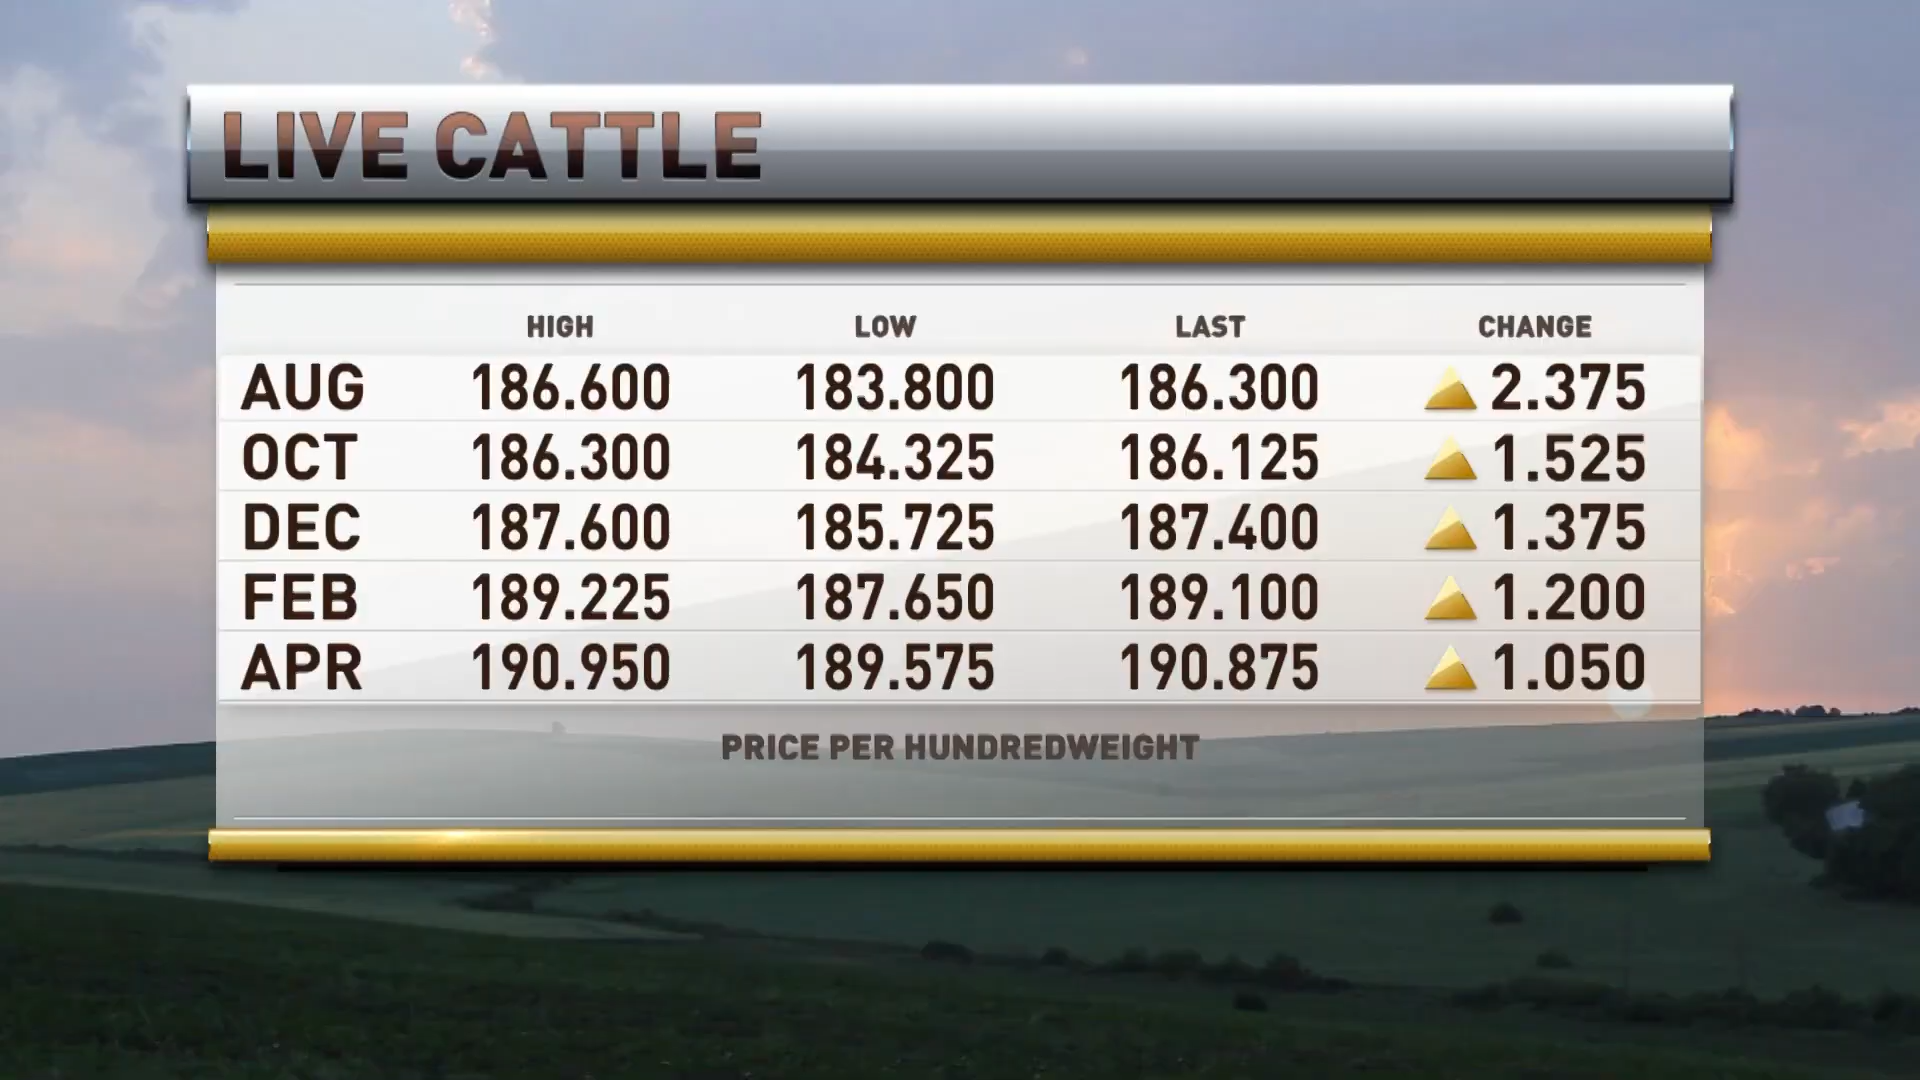 LIVE CATTLE
HIGH LOW LAST CHANGE
AUG 186.600 183.800 186.300 2.375
OCT 186.300 184.325 186.125 1.525
DEC 187.600 185.725 187.400 1.375
FEB 189.225 187.650 189.100 1.200
APR 190.950 189.575 190.875 1.050
PRICE PER HUNDREDWEIGHT